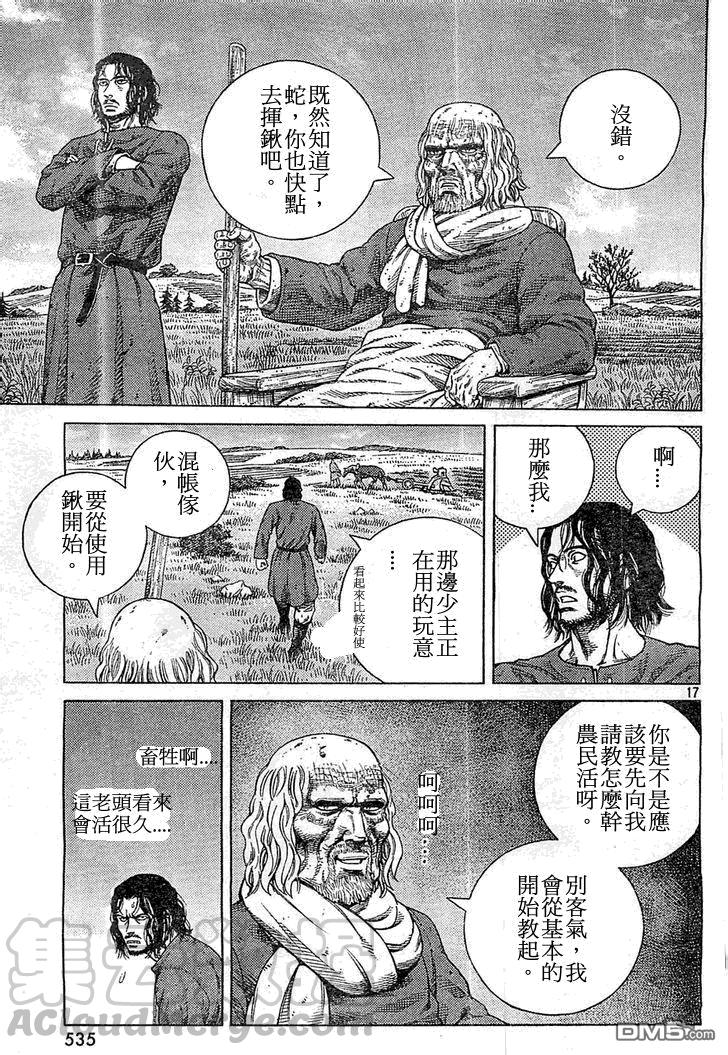 沒錯。
既然知道了，
蛇，你也快點
去揮鍬吧。
啊
……
那麼我
…
那邊少主正
在用的玩意
……
看起來比較好使
混帳傢
伙，
要從使用
鍬開始。
17
你是不是應
該要先向我
請教怎麼幹
農民活呀。
別客氣，我
會從基本的
開始教起。
呵呵呵…
畜牲啊....
這老頭看來
會活很久....
集云数据
iAcloudmerge.com
535
DM5.com